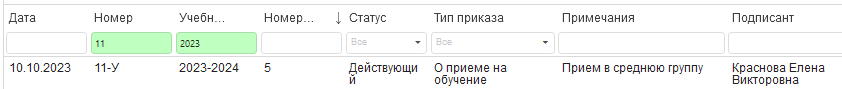 Дата Номер Учебн... Номер... ↓ Статус Тип приказа Примечания Подписант
11 2023 Все Все
10.10.2023 11-У 2023-2024 5 Действующи О приеме на Прием в среднюю группу Краснова Елена
й обучение Викторовна